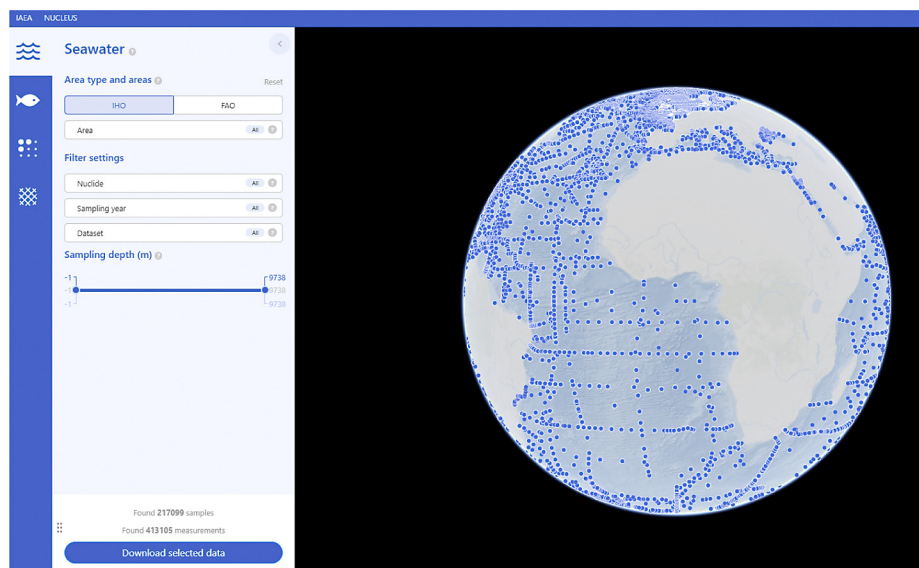 IAEA NUCLEUS
Seawater ?
Area type and areas ?
Reset
IHO FAO
Area All ?
Filter settings
Nuclide All ?
Sampling year All ?
Dataset All ?
Sampling depth (m) ?
-1 9738
-1 9738
-1 9738
Found 217099 samples
Found 413105 measurements
Download selected data